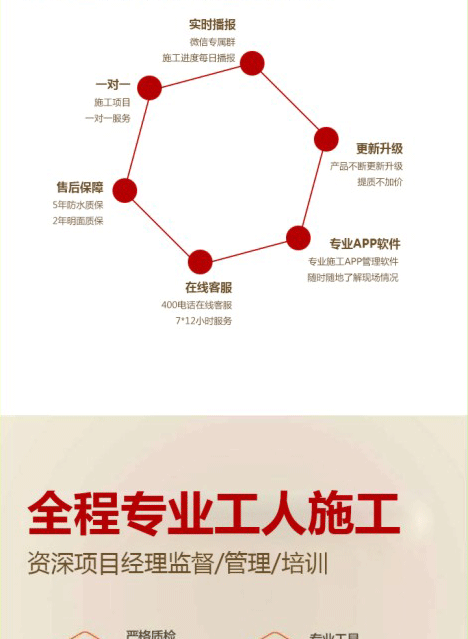 实时播报
微信专属群
施工进度每日播报
一对一
施工项目
一对一服务
更新升级
产品不断更新升级
提质不加价
售后保障
5年防水质保
2年明面质保
专业APP软件
专业施工APP管理软件
随时随地了解现场情况
在线客服
400电话在线客服
7*12小时服务
全程专业工人施工
资深项目经理监督/管理/培训
严格质检
专业工具